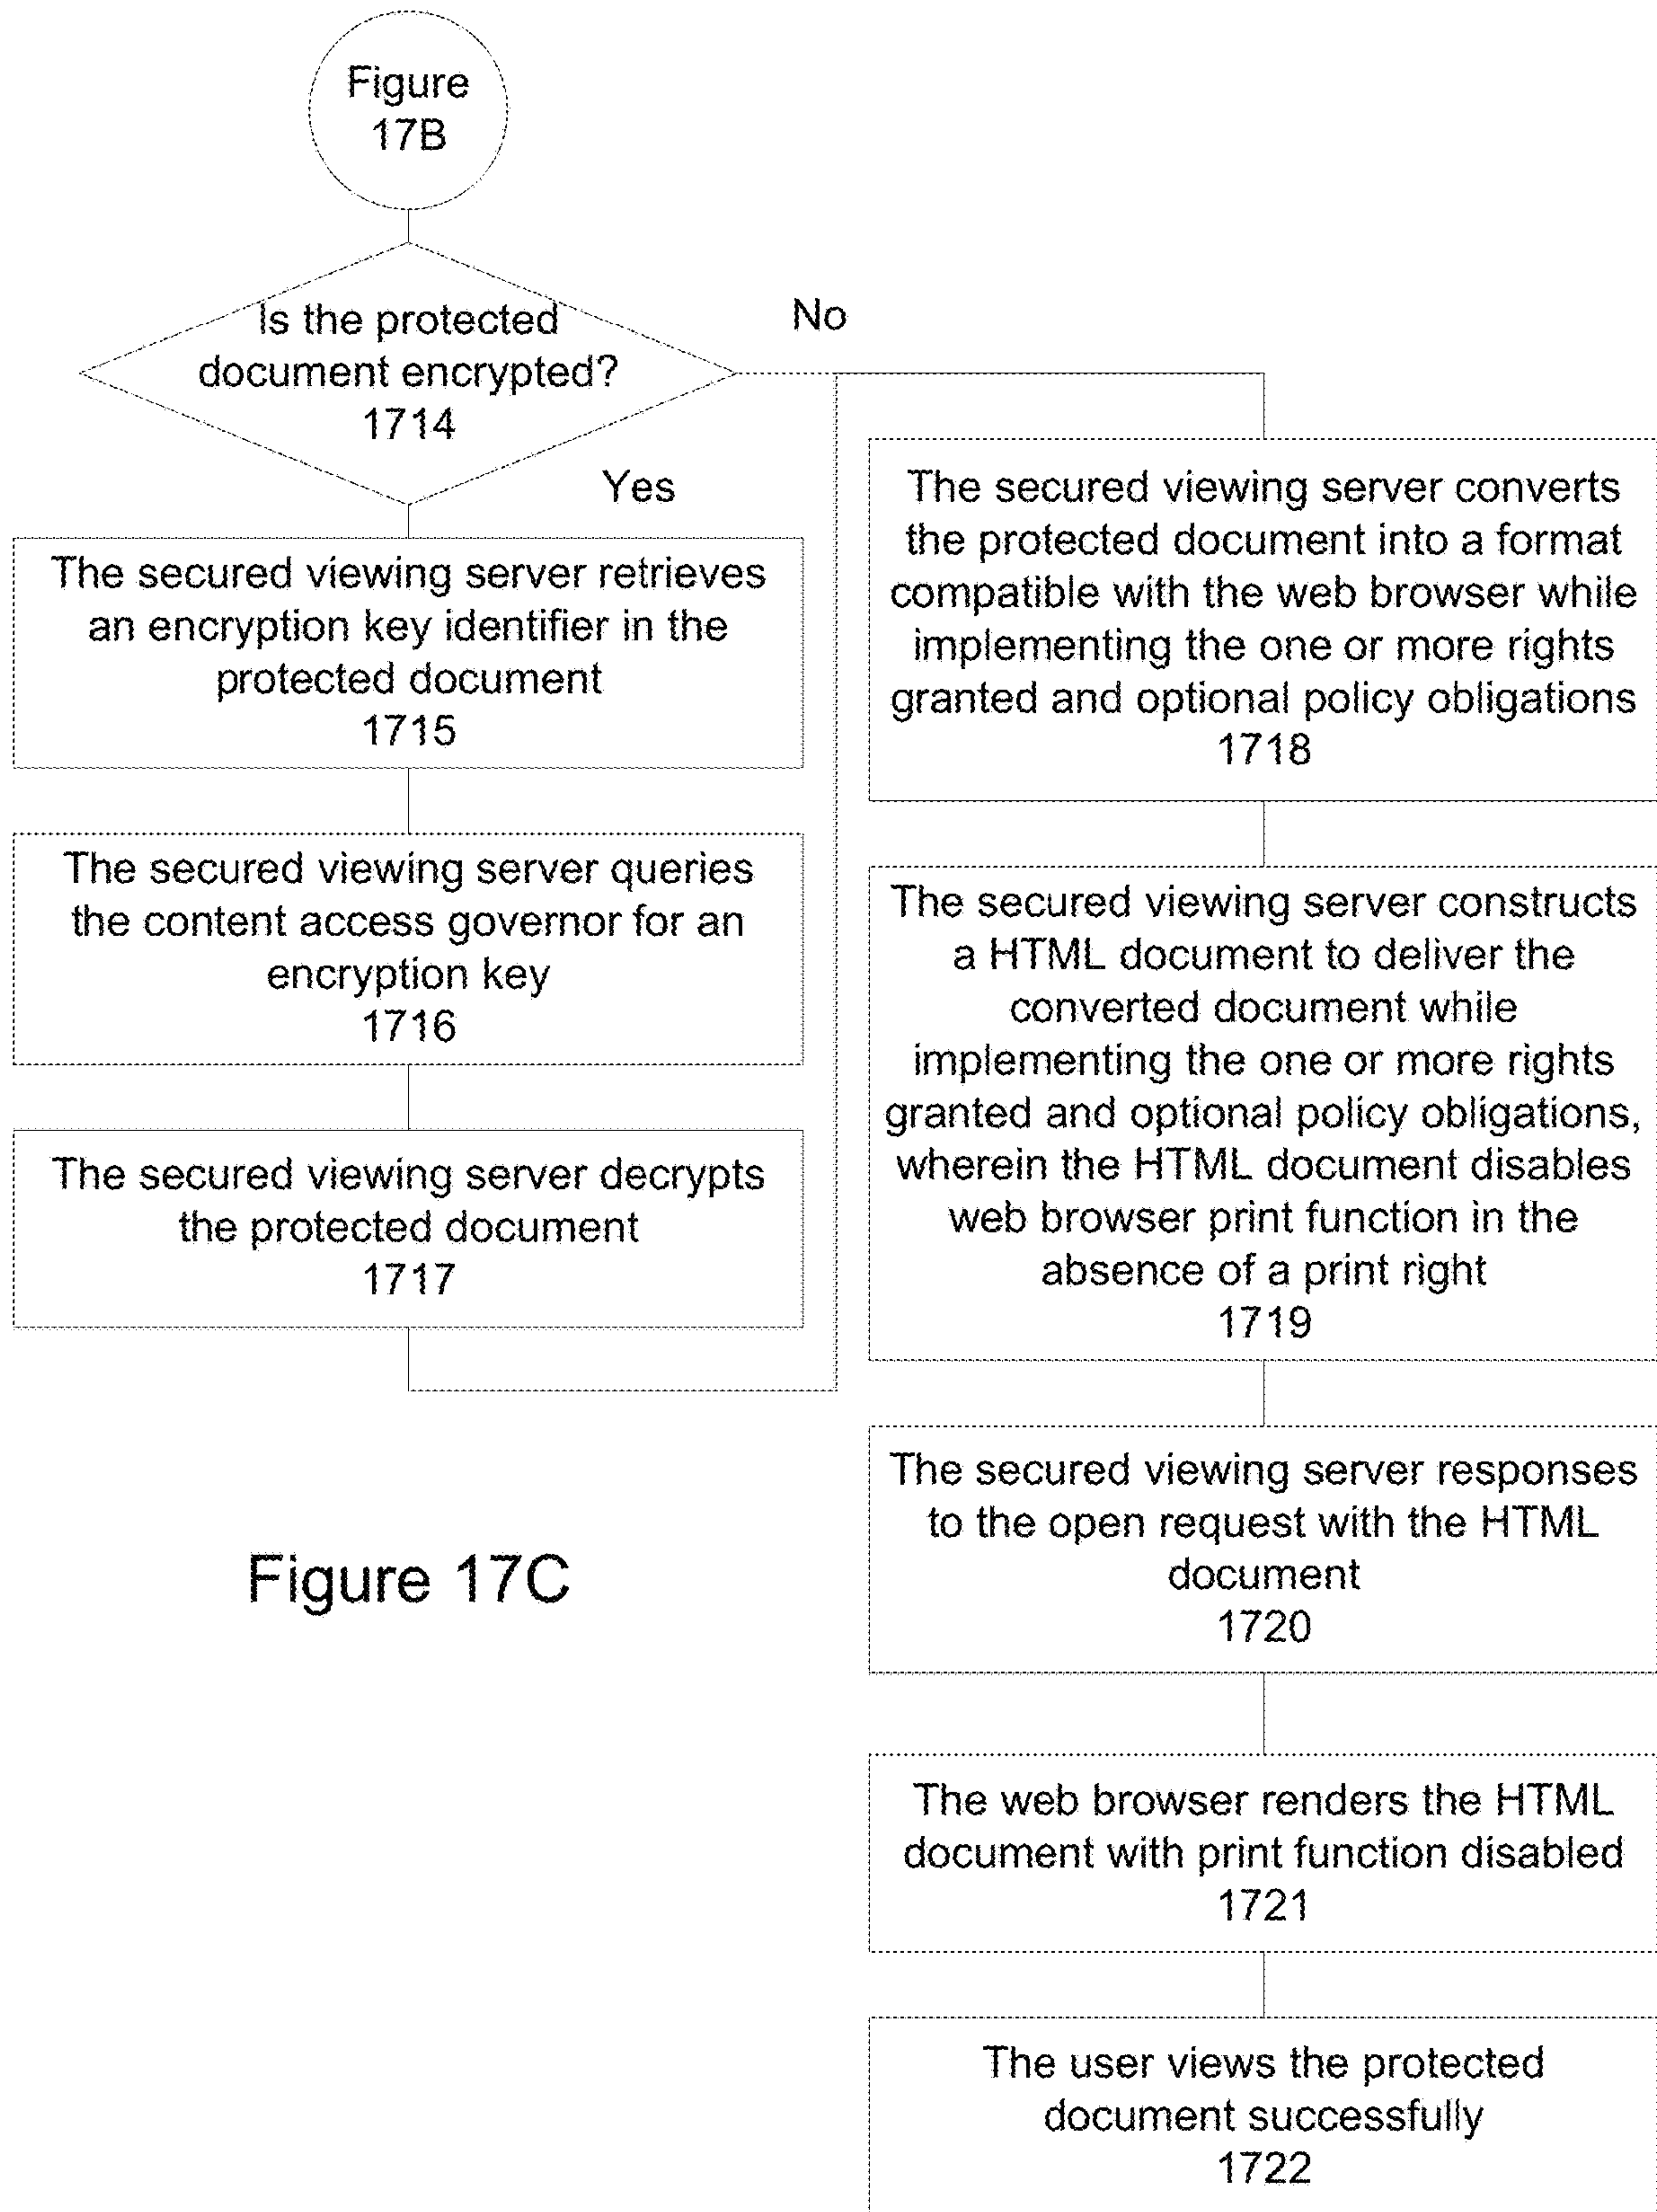 Figure
17B
Is the protected
document encrypted?
1714
No
Yes
The secured viewing server retrieves
an encryption key identifier in the
protected document
1715
The secured viewing server queries
the content access governor for an
encryption key
1716
The secured viewing server decrypts
the protected document
1717
The secured viewing server converts
the protected document into a format
compatible with the web browser while
implementing the one or more rights
granted and optional policy obligations
1718
The secured viewing server constructs
a HTML document to deliver the
converted document while
implementing the one or more rights
granted and optional policy obligations,
wherein the HTML document disables
web browser print function in the
absence of a print right
1719
The secured viewing server responses
to the open request with the HTML
document
1720
The web browser renders the HTML
document with print function disabled
1721
The user views the protected
document successfully
1722
Figure 17C